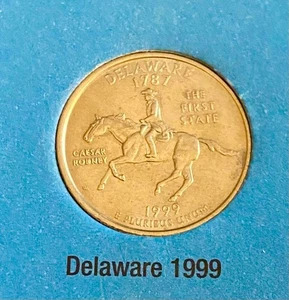 DELAWARE
1787
THE
FIRST
STATE
CAESAR
RODNEY
1999
E PLURIBUS UNUM
Delaware 1999